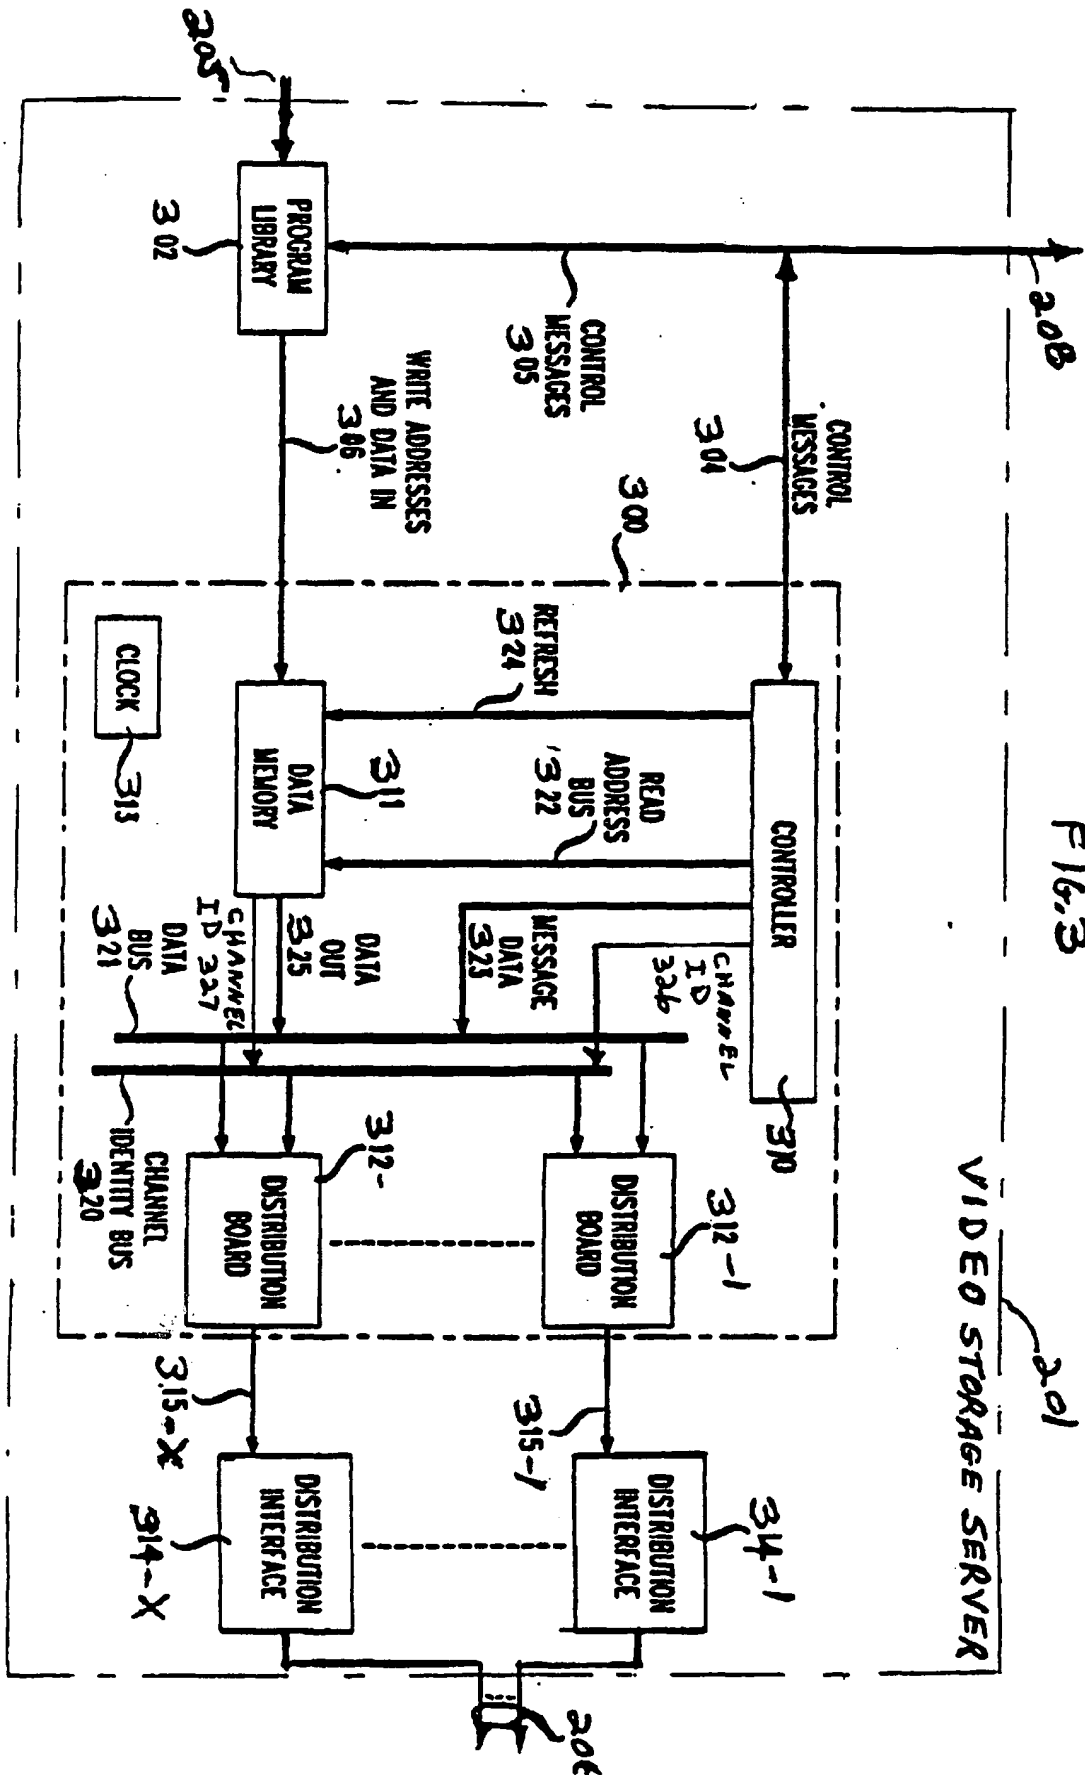 FIG.3
VIDEO STORAGE SERVER
201
208
205
CONTROL
MESSAGES
304
CONTROL
MESSAGES
305
PROGRAM
LIBRARY
302
WRITE ADDRESSES
AND DATA IN
306
300
CONTROLLER
310
REFRESH
324
READ
ADDRESS
BUS
322
MESSAGE
DATA
323
CHANNEL
ID
326
DATA
MEMORY
311
DATA
OUT
325
CHANNEL
ID 327
DATA
BUS
321
CHANNEL
IDENTITY BUS
320
CLOCK
313
DISTRIBUTION
BOARD
312-1
DISTRIBUTION
BOARD
312-
315-1
315-X
DISTRIBUTION
INTERFACE
314-1
DISTRIBUTION
INTERFACE
314-X